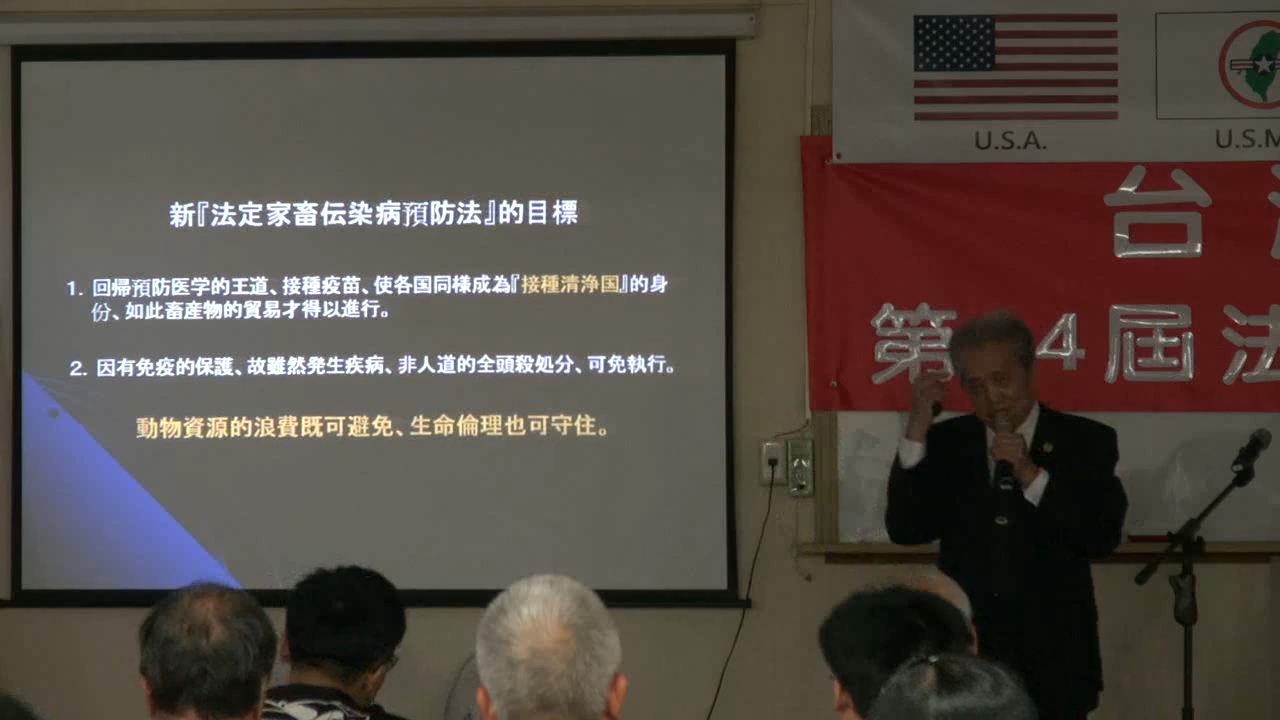 新『法定家畜伝染病預防法』的目標
1. 回帰預防医学的王道、接種疫苗、使各国同様成為『接種清浄国』的身
份、如此畜産物的貿易才得以進行。
2. 因有免疫的保護、故雖然発生疾病、非人道的全頭殺処分、可免執行。
動物資源的浪費既可避免、生命倫理也可守住。
U.S.A.
U.S.M
台
第 4屆法